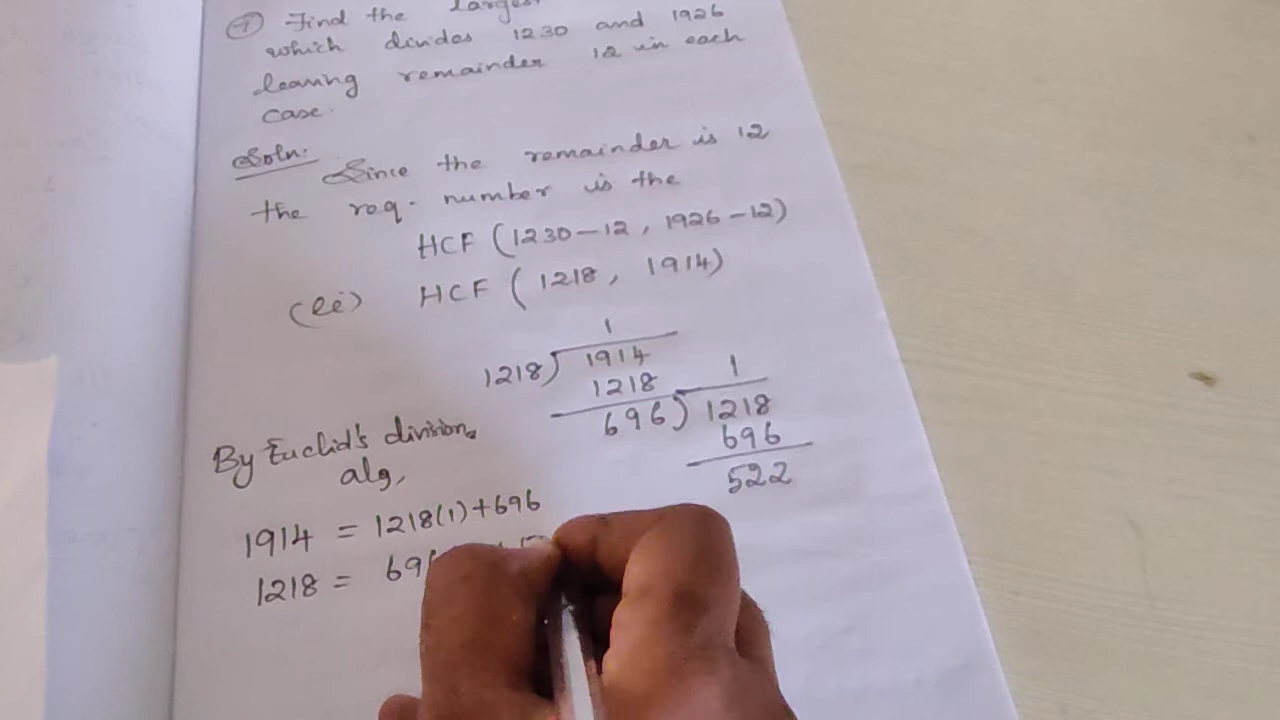 7 Find the largest
which divides 1230 and 1926
leaving remainder 12 in each
case.
Soln:
Since the remainder is 12
the req. number is the
HCF (1230-12, 1926-12)
(ie) HCF (1218, 1914)
1
1218) 1914
1218
696) 1218
1
696
522
By Euclid's division
alg,
1914 = 1218(1)+696
1218 = 696